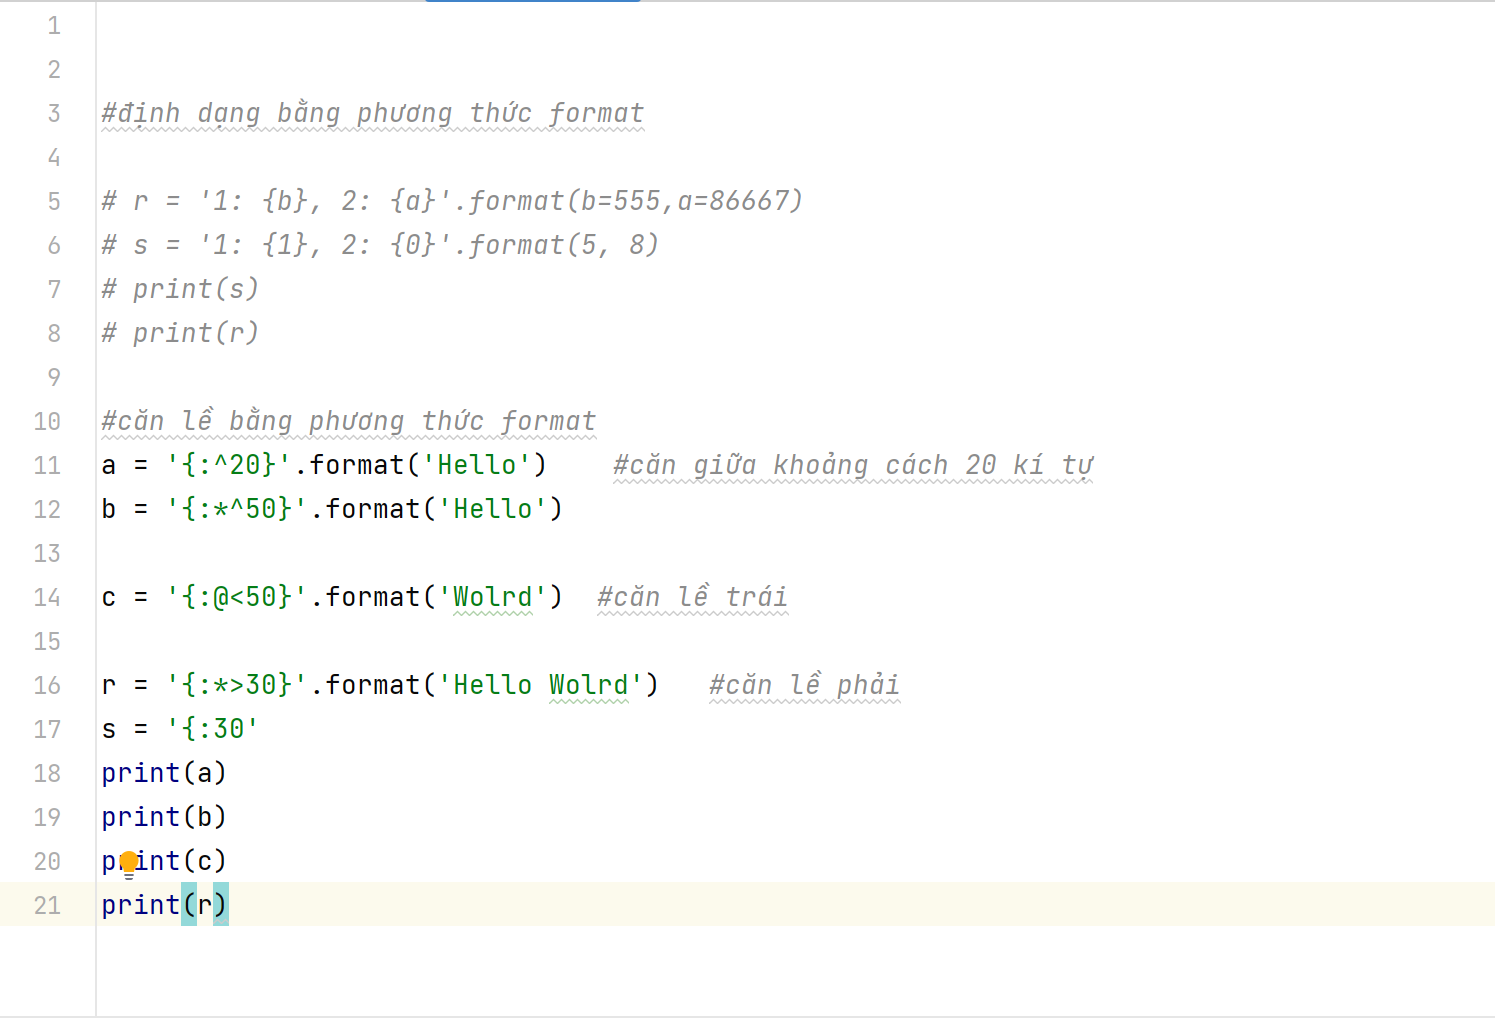 1
2
3 #định dạng bằng phương thức format
4
5 # r = '1: {b}, 2: {a}'.format(b=555,a=86667)
6 # s = '1: {1}, 2: {0}'.format(5, 8)
7 # print(s)
8 # print(r)
9
10 #căn lề bằng phương thức format
11 a = '{:^20}'.format('Hello')    #căn giữa khoảng cách 20 kí tự
12 b = '{:*^50}'.format('Hello')
13
14 c = '{:@<50}'.format('Wolrd')  #căn lề trái
15
16 r = '{:*>30}'.format('Hello Wolrd')   #căn lề phải
17 s = '{:30'
18 print(a)
19 print(b)
20 print(c)
21 print(r)